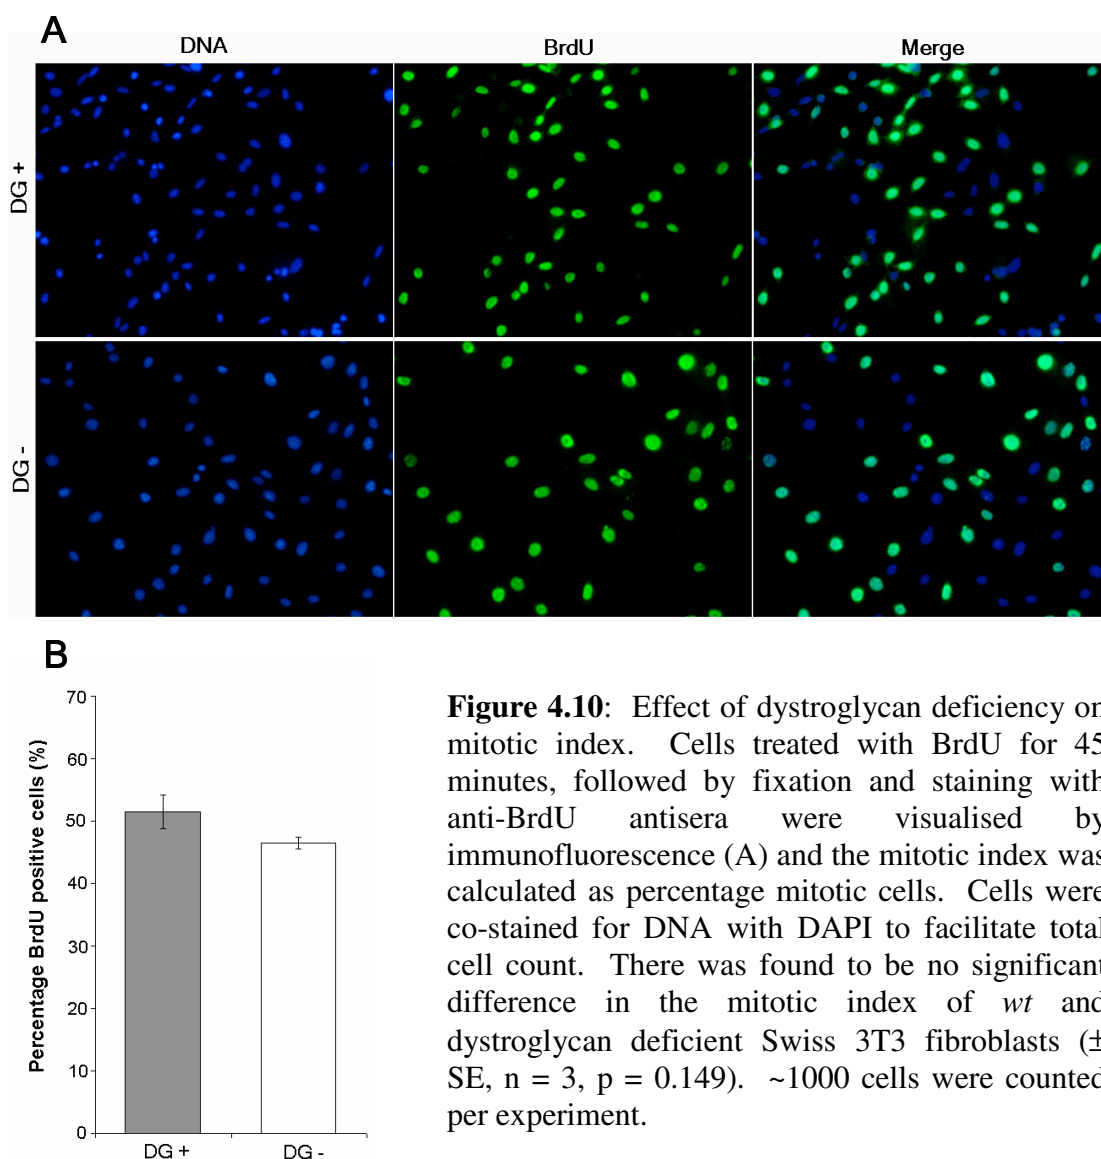 A
DNA BrdU Merge
DG +
DG -
B
Percentage BrdU positive cells (%)
70
60
50
40
30
20
10
0
DG + DG -
Figure 4.10: Effect of dystroglycan deficiency on
mitotic index. Cells treated with BrdU for 45
minutes, followed by fixation and staining with
anti-BrdU antisera were visualised by
immunofluorescence (A) and the mitotic index was
calculated as percentage mitotic cells. Cells were
co-stained for DNA with DAPI to facilitate total
cell count. There was found to be no significant
difference in the mitotic index of wt and
dystroglycan deficient Swiss 3T3 fibroblasts (±
SE, n = 3, p = 0.149). ~1000 cells were counted
per experiment.